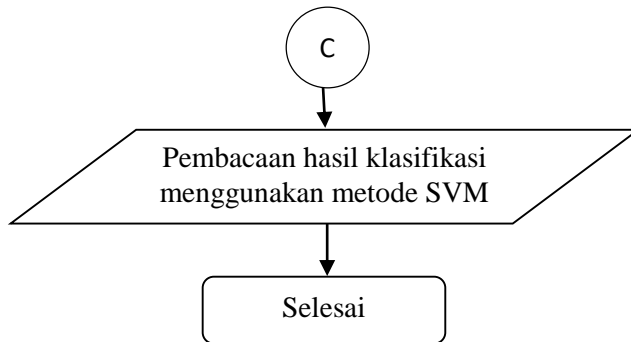 C
Pembacaan hasil klasifikasi
menggunakan metode SVM
Selesai